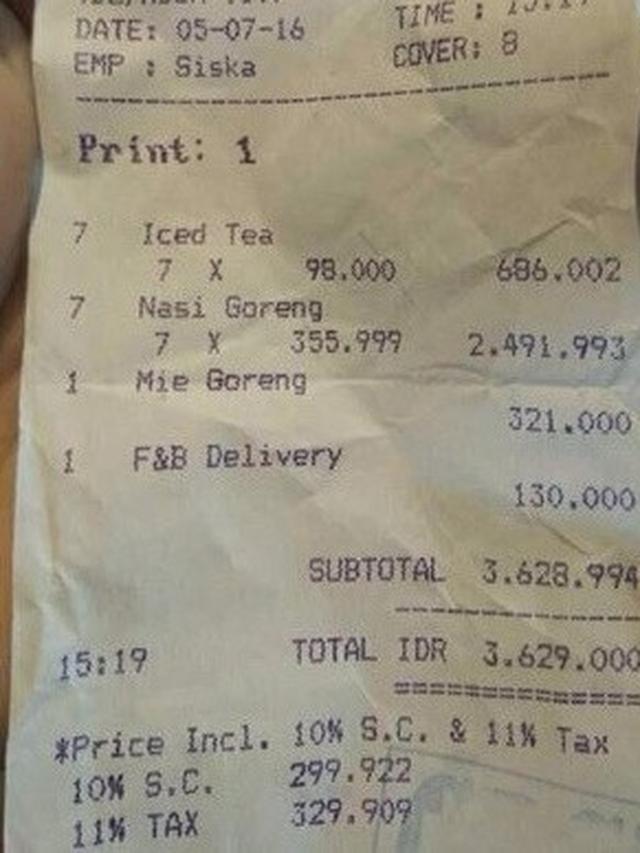 DATE: 05-07-16 TIME :
EMP : Siska COVER: 8
Print: 1
7 Iced Tea
7 X 98.000 686.002
7 Nasi Goreng
7 X 355.999 2.491.993
1 Mie Goreng
321.000
1 F&B Delivery
130.000
SUBTOTAL 3.628.994
15:19 TOTAL IDR 3.629.000
*Price Incl. 10% S.C. & 11% Tax
10% S.C. 299.922
11% TAX 329.909